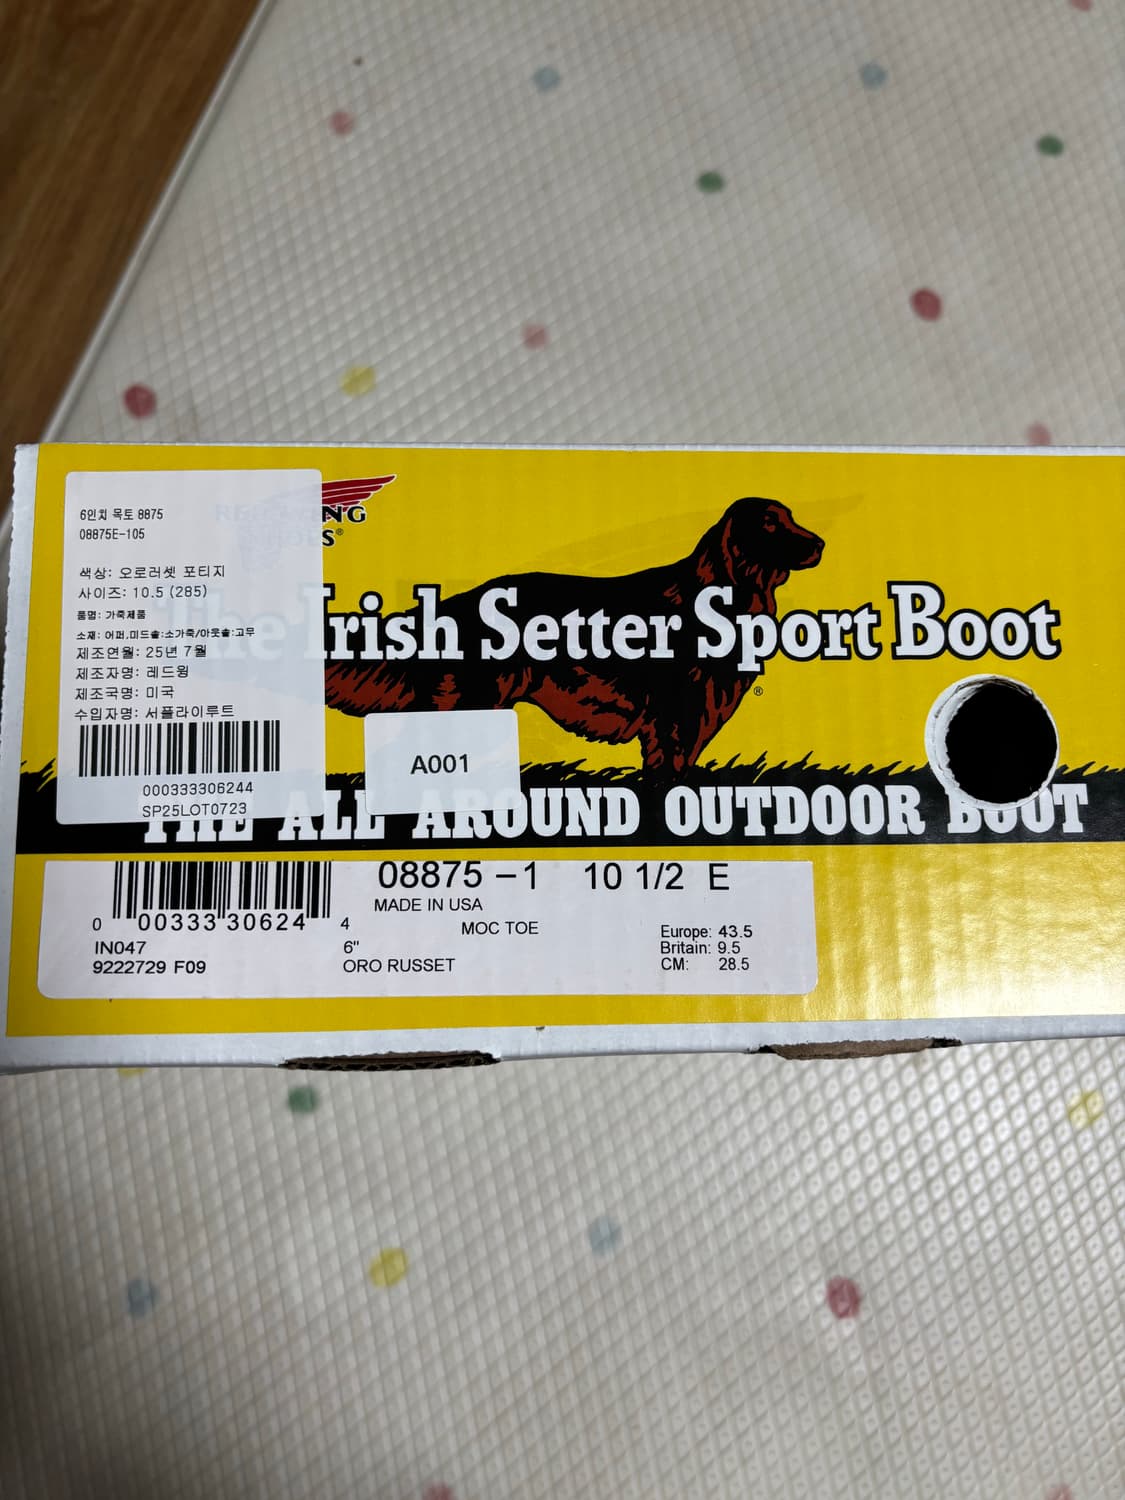 6인치 목토 8875
08875E-105
색상: 오로러셋 포티지
사이즈: 10.5 (285)
품명: 가죽제품
소재: 어퍼,미드솔:소가죽/아웃솔:고무
제조연월: 25년 7월
제조자명: 레드윙
제조국명: 미국
수입자명: 서플라이루트
000333306244
SP25LOT0723
The Irish Setter Sport Boot
®
A001
THE ALL AROUND OUTDOOR BOOT
08875 -1 10 1/2 E
MADE IN USA
0 00333 30624 4
MOC TOE
IN047
6"
9222729 F09
ORO RUSSET
Europe: 43.5
Britain: 9.5
CM: 28.5